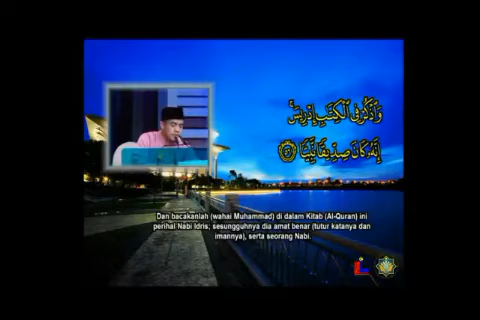 وَٱذْكُرْ فِى ٱلْكِتَـٰبِ إِدْرِيسَ ۚ
إِنَّهُۥ كَانَ صِدِّيقًا نَّبِيًّا ﴿٥٦﴾
Dan bacakanlah (wahai Muhammad) di dalam Kitab (Al-Quran) ini
perihal Nabi Idris; sesungguhnya dia amat benar (tutur katanya dan
imannya), serta seorang Nabi.